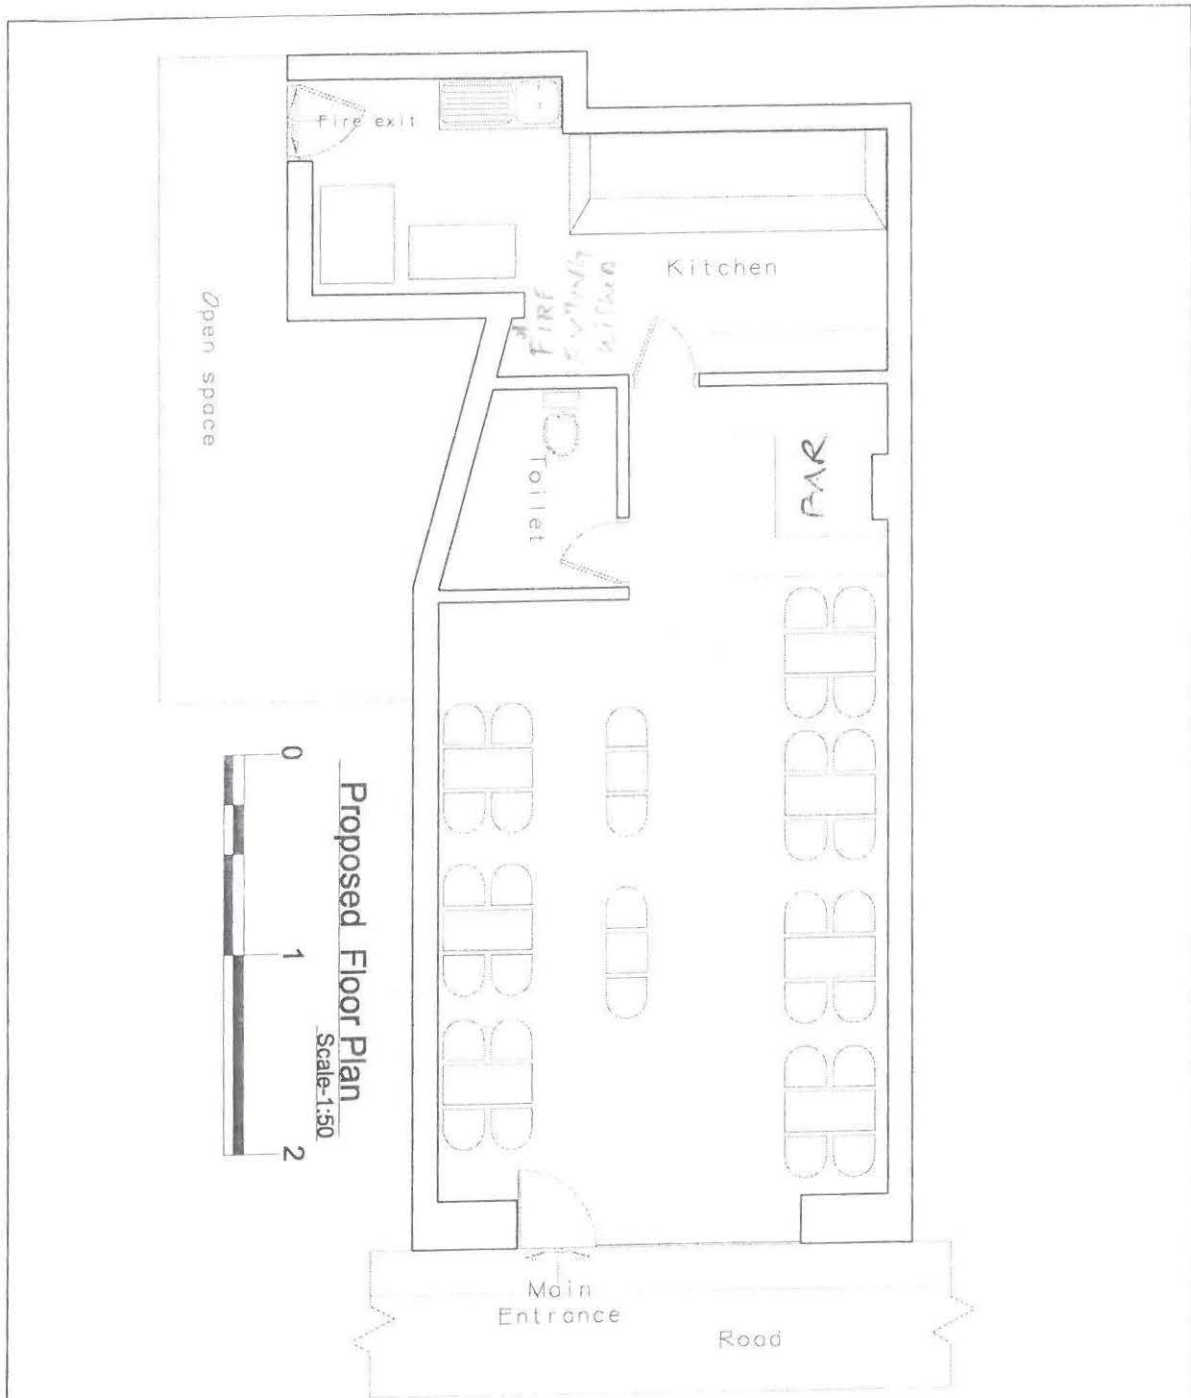 Fire exit
Kitchen
FIRE
Open space
BAR
Toilet
0
1
2
Proposed Floor Plan
Scale-1:50
Main
Entrance
Road